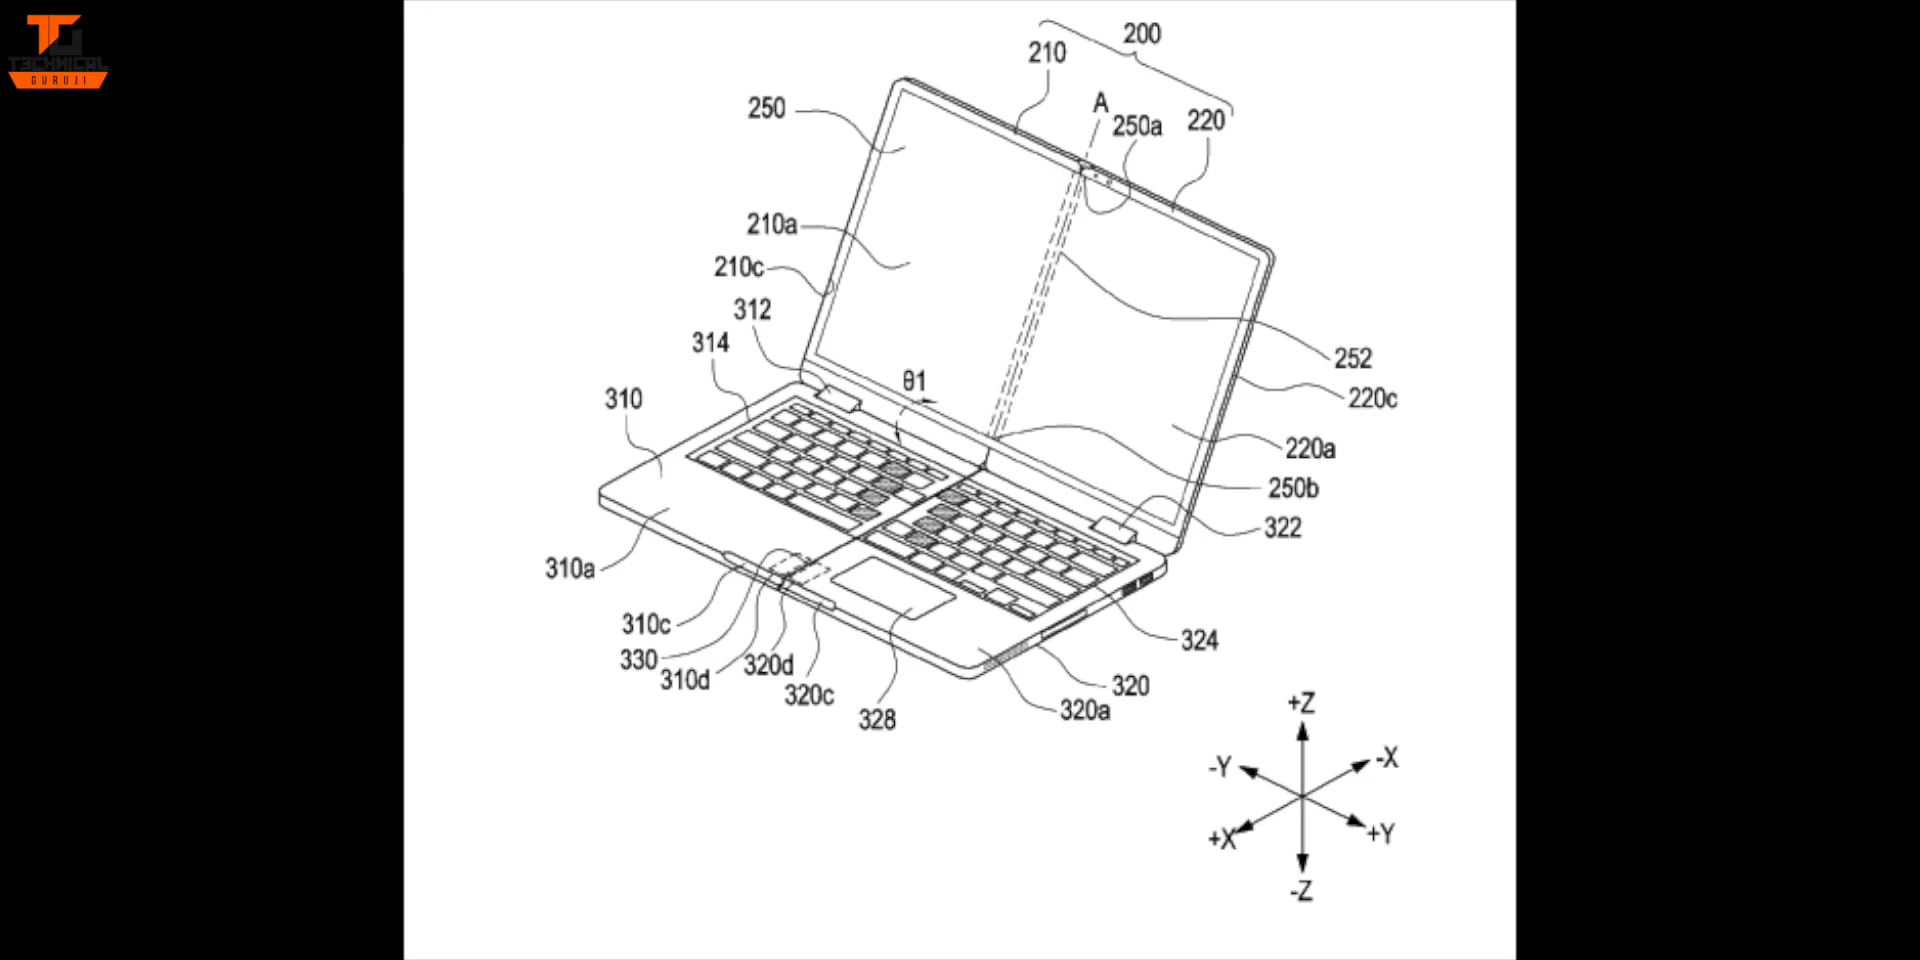 TECHNICAL
GURUJI
200
210
A
250
250a
220
210a
210c
312
314
θ1
252
310
220c
220a
250b
322
310a
310c
324
330
320d
310d
320c
320
320a
328
+Z
-Y
-X
+X
+Y
-Z